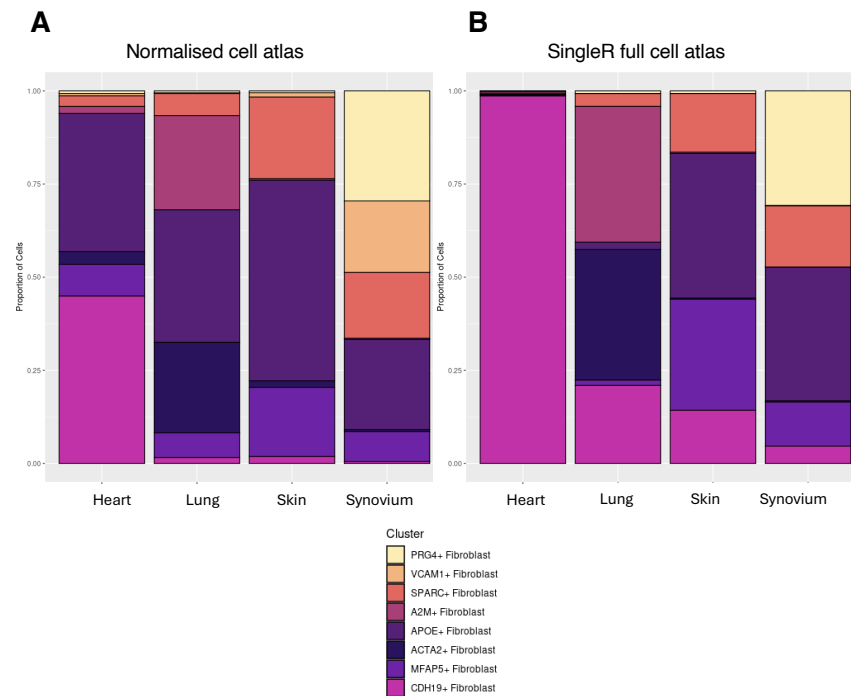 A
B
Normalised cell atlas
SingleR full cell atlas
Proportion of Cells
1.00
0.75
0.50
0.25
0.00
Heart
Lung
Skin
Synovium
Proportion of Cells
1.00
0.75
0.50
0.25
0.00
Heart
Lung
Skin
Synovium
Cluster
PRG4+ Fibroblast
VCAM1+ Fibroblast
SPARC+ Fibroblast
A2M+ Fibroblast
APOE+ Fibroblast
ACTA2+ Fibroblast
MFAP5+ Fibroblast
CDH19+ Fibroblast